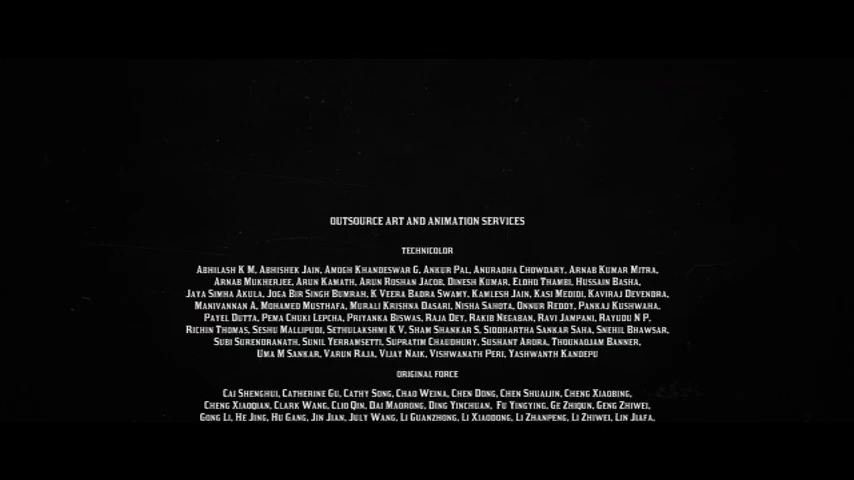 OUTSOURCE ART AND ANIMATION SERVICES
TECHNICOLOR
ABHILASH K M, ABHISHEK JAIN, AMOGH KHANDESWAR G, ANKUR PAL, ANURADHA CHOWDARY, ARNAB KUMAR MITRA,
ARNAB MUKHERJEE, ARUN KAMATH, ARUN ROSHAN JACOB, DINESH KUMAR, ELDHO THAMBI, HUSSAIN BASHA,
JAYA SIMHA AKULA, JOGA BIR SINGH BUMRAH, K VEERA BADRA SWAMY, KAMLESH JAIN, KASI MEDIDI, KAVIRAJ DEVENDRA,
MANIVANNAN A, MOHAMED MUSTHAFA, MURALI KRISHNA DASARI, NISHA SAHOTA, ONNUR REDDY, PANKAJ KUSHWAHA,
PAYEL DUTTA, PEMA CHUKI LEPCHA, PRIYANKA BISWAS, RAJA DEY, RAKIB NEGABAN, RAVI JAMPANI, RAYUDU N P,
RICHIN THOMAS, SESHU MALLIPUDI, SETHULAKSHMI K V, SHAM SHANKAR S, SIDDHARTHA SANKAR SAHA, SNEHIL BHAWSAR,
SUBI SURENDRANATH, SUNIL YERRAMSETTI, SUPRATIM CHAUDHURY, SUSHANT ARORA, THOUNAOJAM BANNER,
UMA M SANKAR, VARUN RAJA, VIJAY NAIK, VISHWANATH PERI, YASHWANTH KANDEPU
ORIGINAL FORCE
CAI SHENGHUI, CATHERINE GU, CATHY SONG, CHAO WEINA, CHEN DONG, CHEN SHUAIJIN, CHENG XIAOBING,
CHENG XIAOQIAN, CLARK WANG, CLIO QIN, DAI MAORONG, DING YINCHUAN, FU YINGYING, GE ZHIQUN, GENG ZHIWEI,
GONG LI, HE JING, HU GANG, JIN JIAN, JULY WANG, LI GUANZHONG, LI XIAODONG, LI ZHANPENG, LI ZHIWEI, LIN JIAFA,